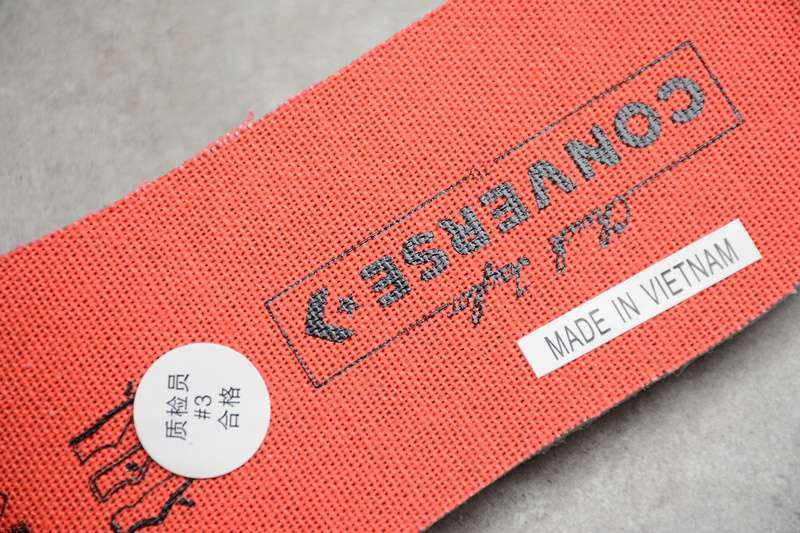 CONVERSE
Chuck Taylor
MADE IN VIETNAM
质检员
#3
合格